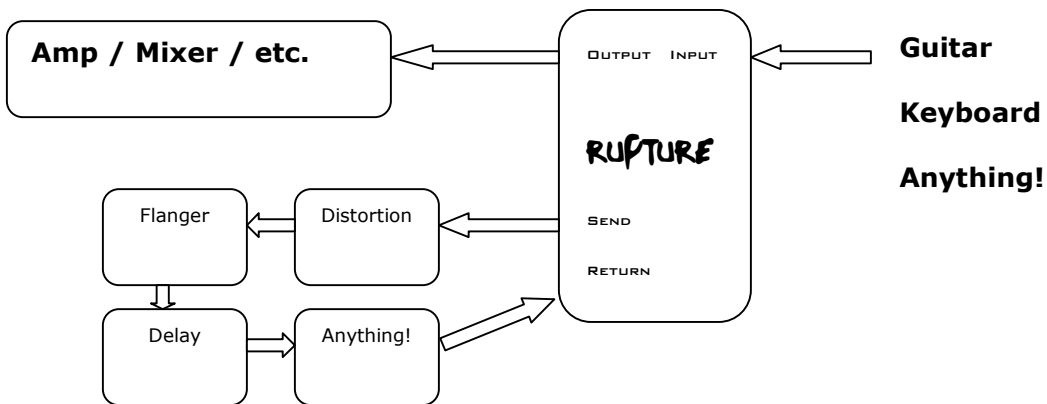 Amp / Mixer / etc.
OUTPUT INPUT
Guitar
Keyboard
Anything!
RUPTURE
Flanger
Distortion
SEND
RETURN
Delay
Anything!